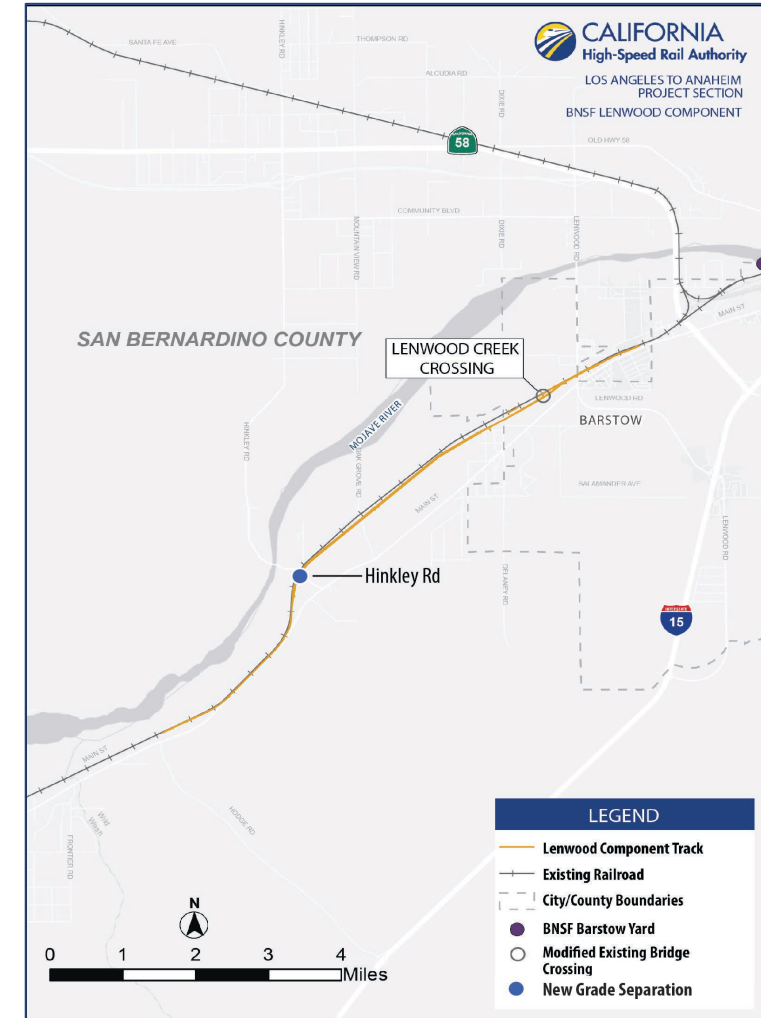 CALIFORNIA
High-Speed Rail Authority
LOS ANGELES TO ANAHEIM
PROJECT SECTION
BNSF LENWOOD COMPONENT
SANTA FE AVE
HINKLEY RD
THOMPSON RD
ALCUDIA RD
DIXIE RD
58
OLD HWY 58
COMMUNITY BLVD
MOUNTAIN VIEW RD
DIXIE RD
LENWOOD RD
MAIN ST
SAN BERNARDINO COUNTY
LENWOOD CREEK
CROSSING
LENWOOD RD
BARSTOW
MOJAVE RIVER
HINKLEY RD
GROVE RD
MAIN ST
SALAMANDER AVE
LENWOOD RD
Hinkley Rd
DELANEY RD
INTERSTATE
15
MAIN ST
Wild
Wash
HODGE RD
FRONTIER RD
LEGEND
Lenwood Component Track
Existing Railroad
City/County Boundaries
BNSF Barstow Yard
Modified Existing Bridge
Crossing
New Grade Separation
N
0 1 2 3 4
Miles